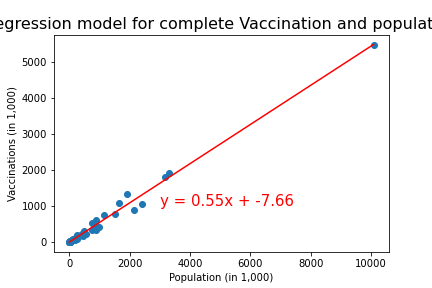 egression model for complete Vaccination and populat
5000
4000
3000
2000
1000
0
Vaccinations (in 1,000)
y = 0.55x + -7.66
0 2000 4000 6000 8000 10000
Population (in 1,000)